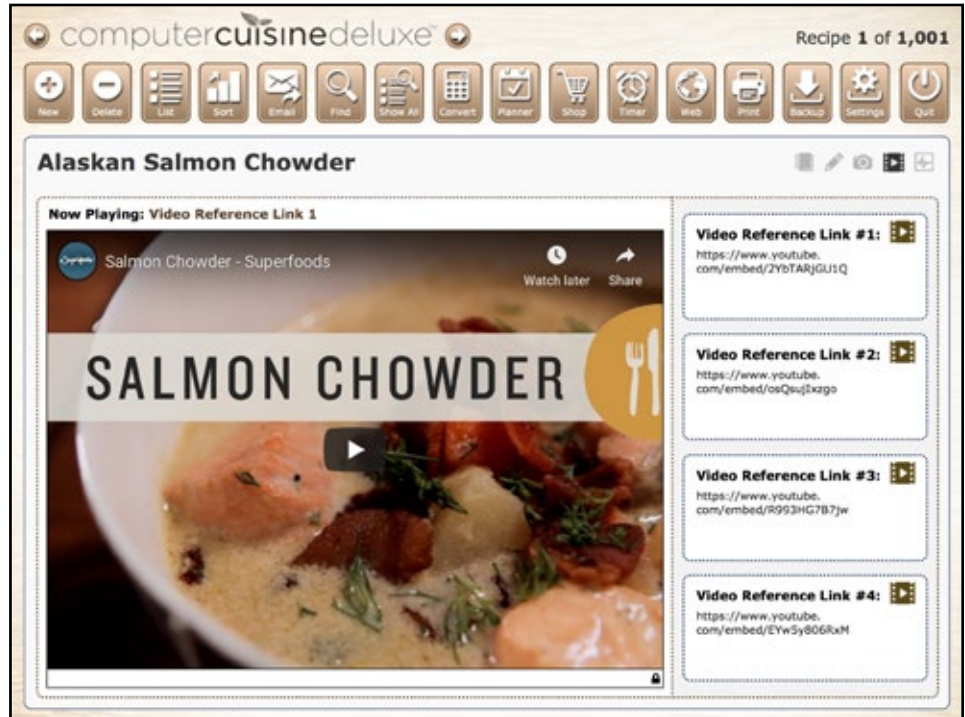 computercuisinedeluxe™
Recipe 1 of 1,001
New
Delete
List
Sort
Email
Find
Show All
Convert
Planner
Shop
Timer
Web
Print
Backup
Settings
Quit
Alaskan Salmon Chowder
Now Playing: Video Reference Link 1
Salmon Chowder - Superfoods
Watch later
Share
SALMON CHOWDER
Video Reference Link #1:
https://www.youtube.
com/embed/2YbTARjGU1Q
Video Reference Link #2:
https://www.youtube.
com/embed/osQsujIxzgo
Video Reference Link #3:
https://www.youtube.
com/embed/R993HG7B7jw
Video Reference Link #4:
https://www.youtube.
com/embed/EYwSy806RxM